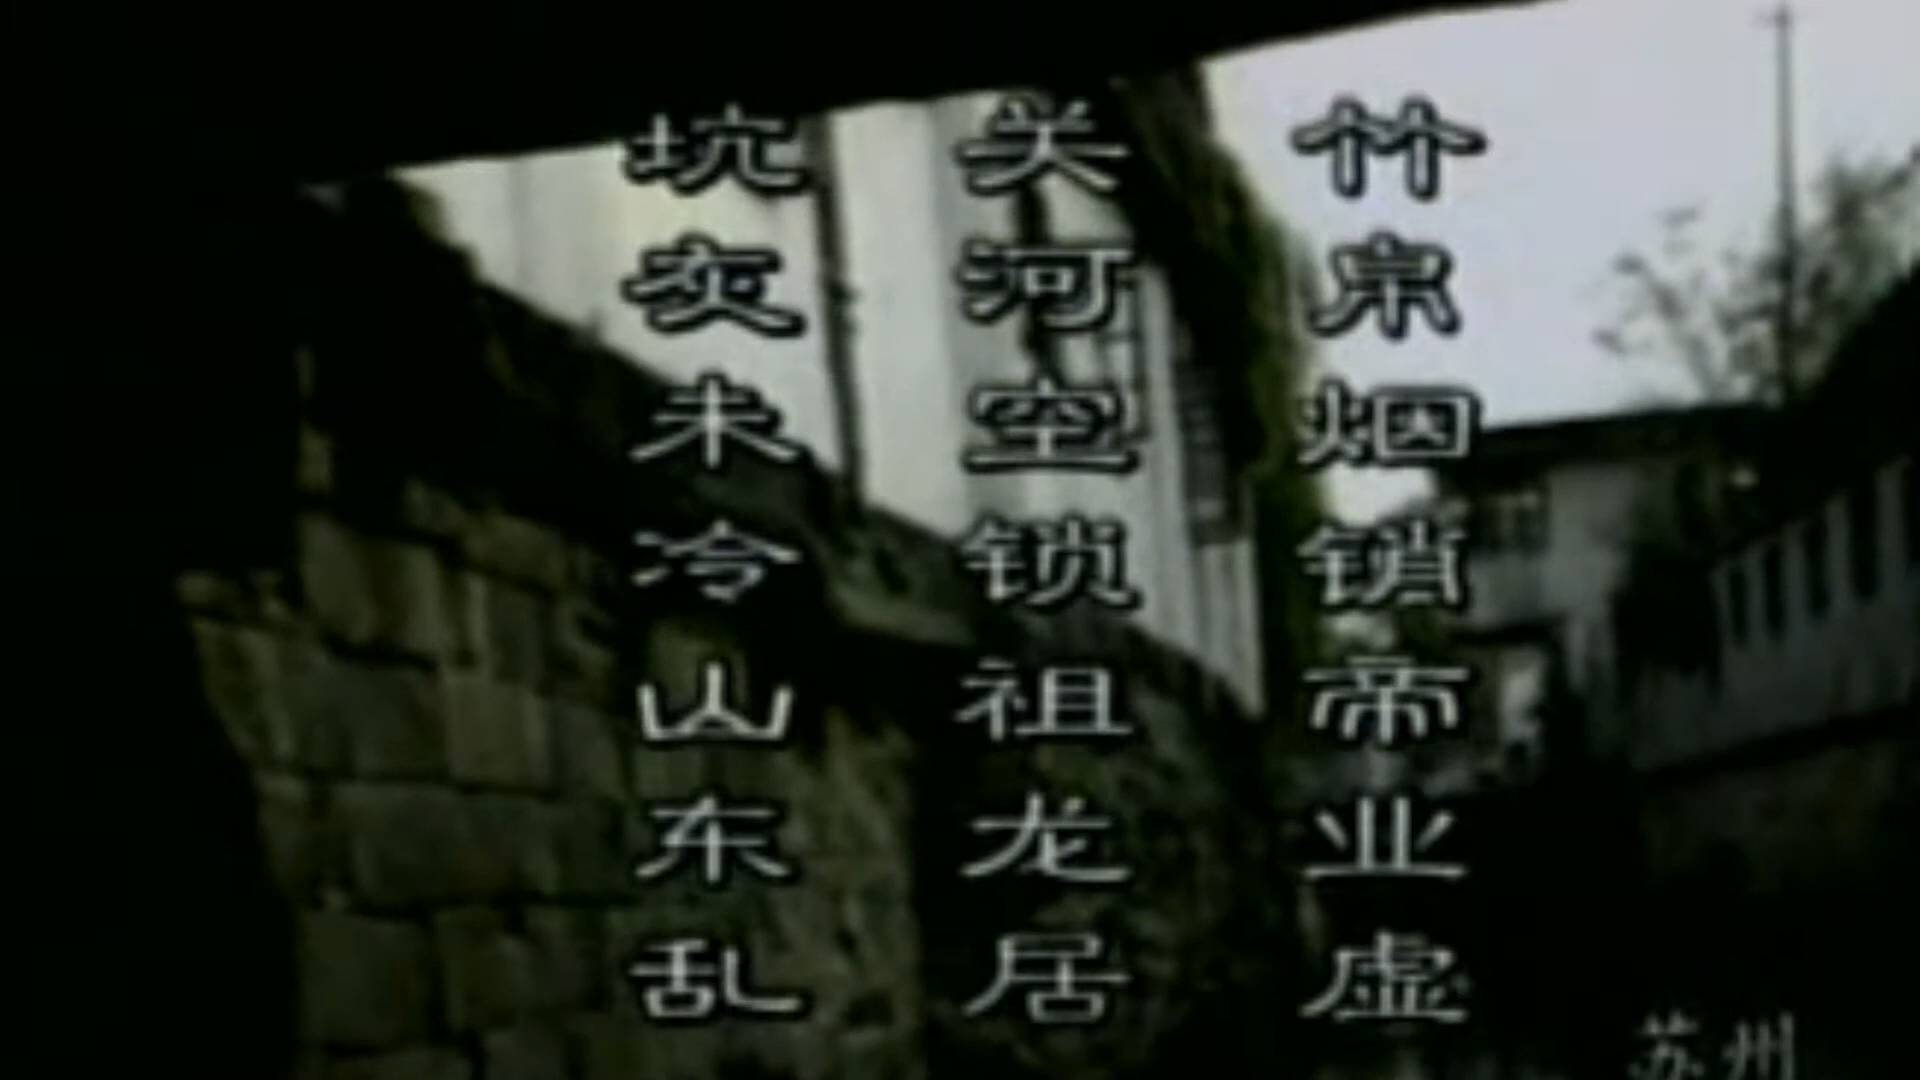 竹帛烟销帝业虚
关河空锁祖龙居
坑灰未冷山东乱
苏州